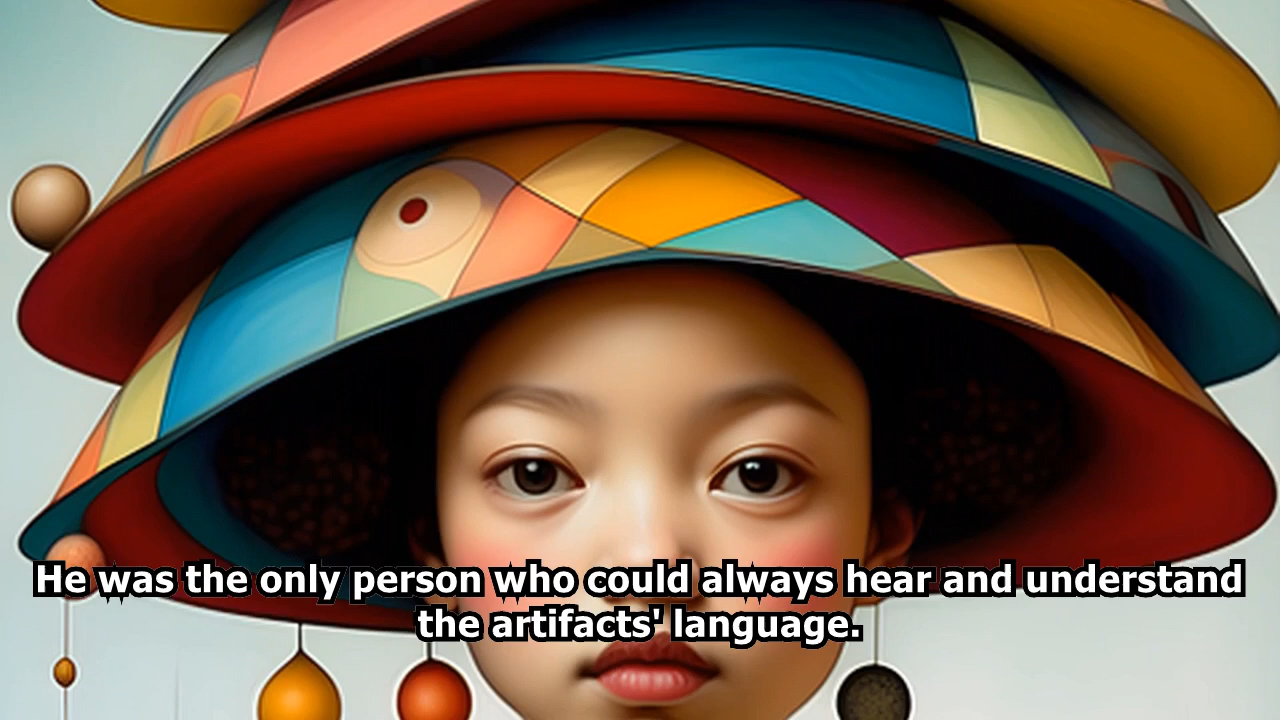 He was the only person who could always hear and understand
the artifacts' language.